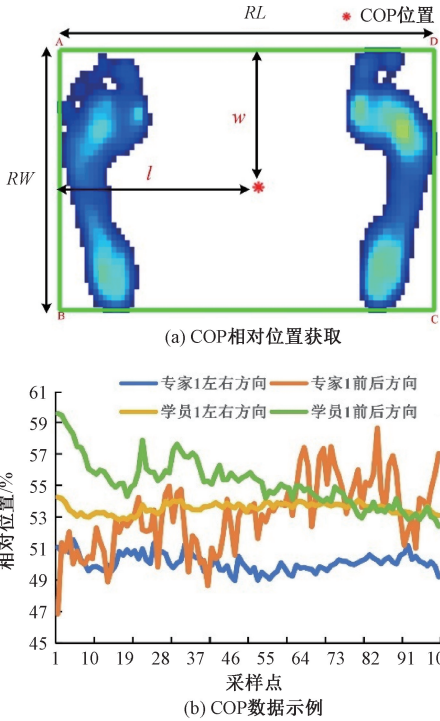 RL
COP位置
A
D
w
RW
l
B
C
(a) COP相对位置获取
61
专家1左右方向
专家1前后方向
59
学员1左右方向
学员1前后方向
57
55
53
51
49
47
45
相对位置/%
1 10 19 28 37 46 55 64 73 82 91 10
采样点
(b) COP数据示例